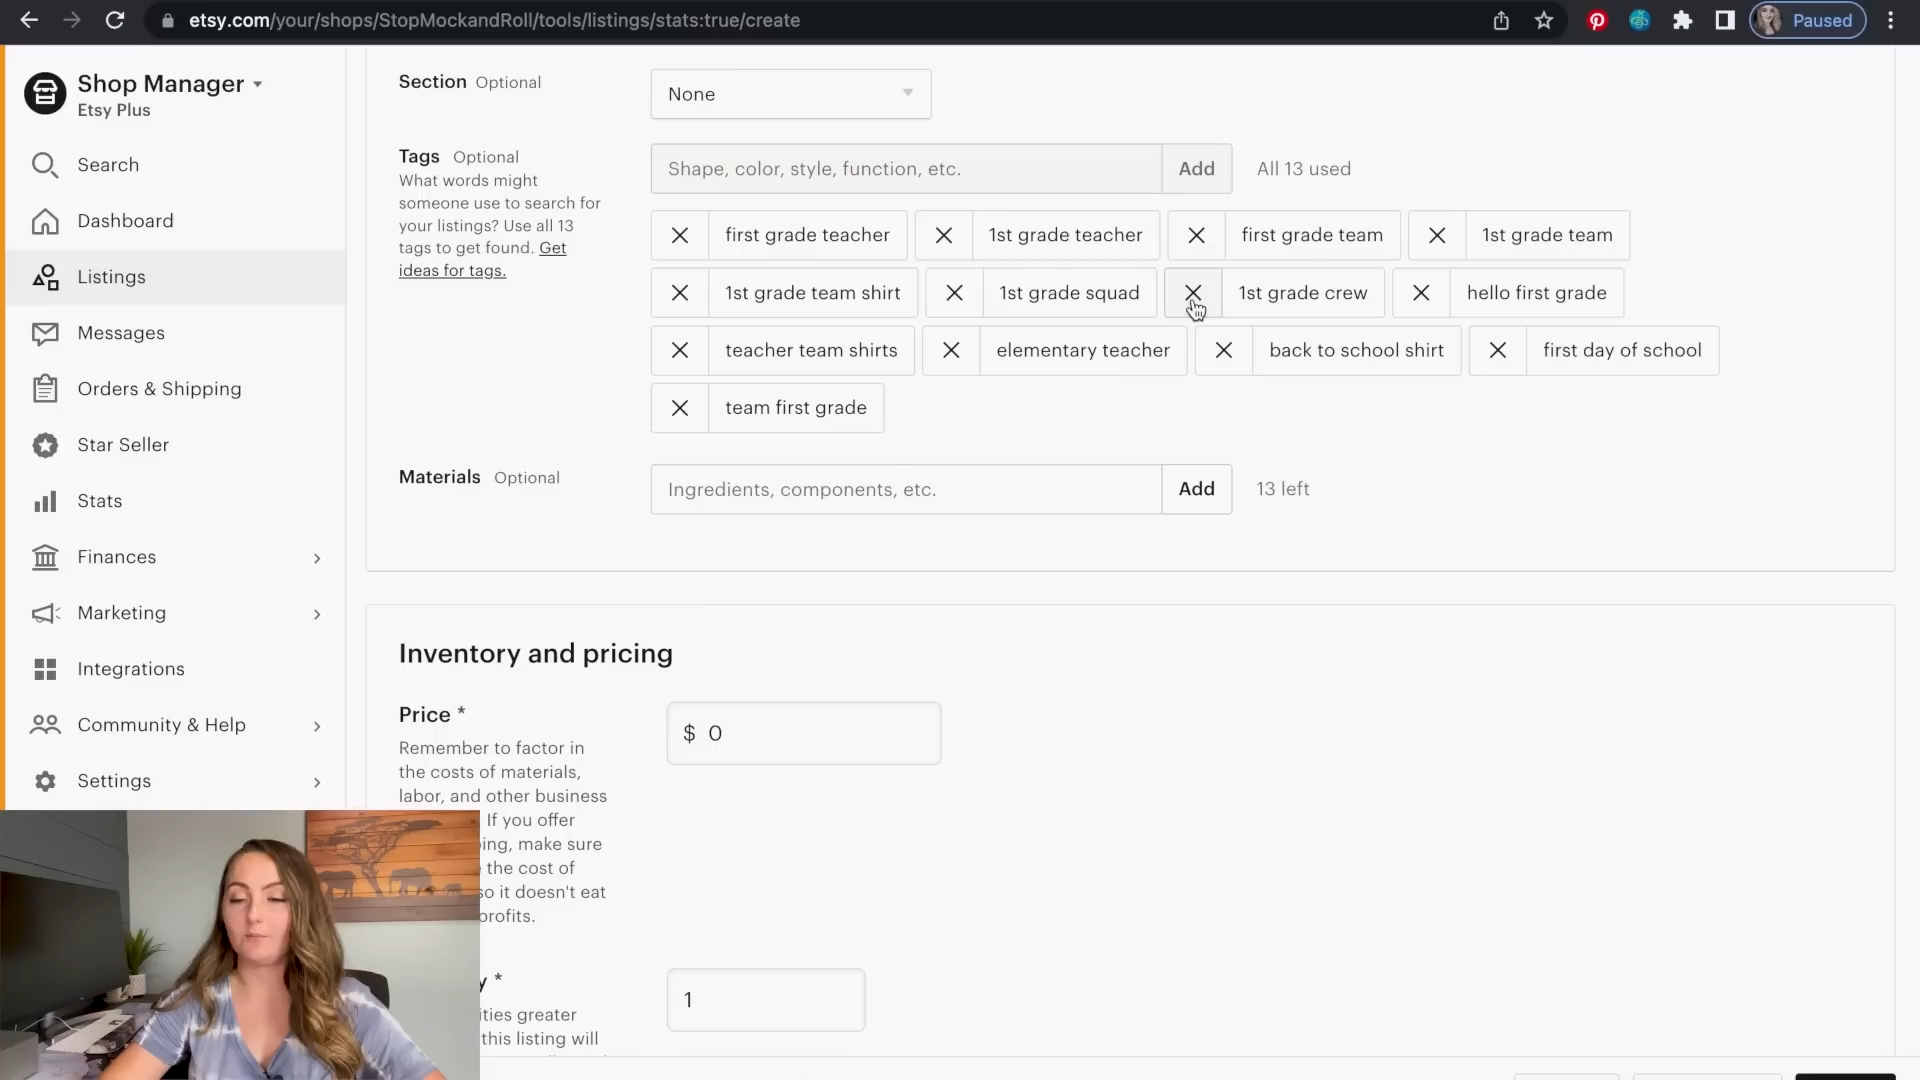 etsy.com/your/shops/StopMockandRoll/tools/listings/stats:true/create
Paused
Shop Manager
Etsy Plus
Search
Dashboard
Listings
Messages
Orders & Shipping
Star Seller
Stats
Finances
Marketing
Integrations
Community & Help
Settings
Section Optional
None
Tags Optional
What words might
someone use to search for
your listings? Use all 13
tags to get found. Get
ideas for tags.
Shape, color, style, function, etc. Add All 13 used
first grade teacher 1st grade teacher first grade team 1st grade team
1st grade team shirt 1st grade squad 1st grade crew hello first grade
teacher team shirts elementary teacher back to school shirt first day of school
team first grade
Materials Optional
Ingredients, components, etc. Add 13 left
Inventory and pricing
Price *
$ 0
Remember to factor in
the costs of materials,
labor, and other business
If you offer
ing, make sure
the cost of
so it doesn't eat
profits.
y *
1
ities greater
this listing will